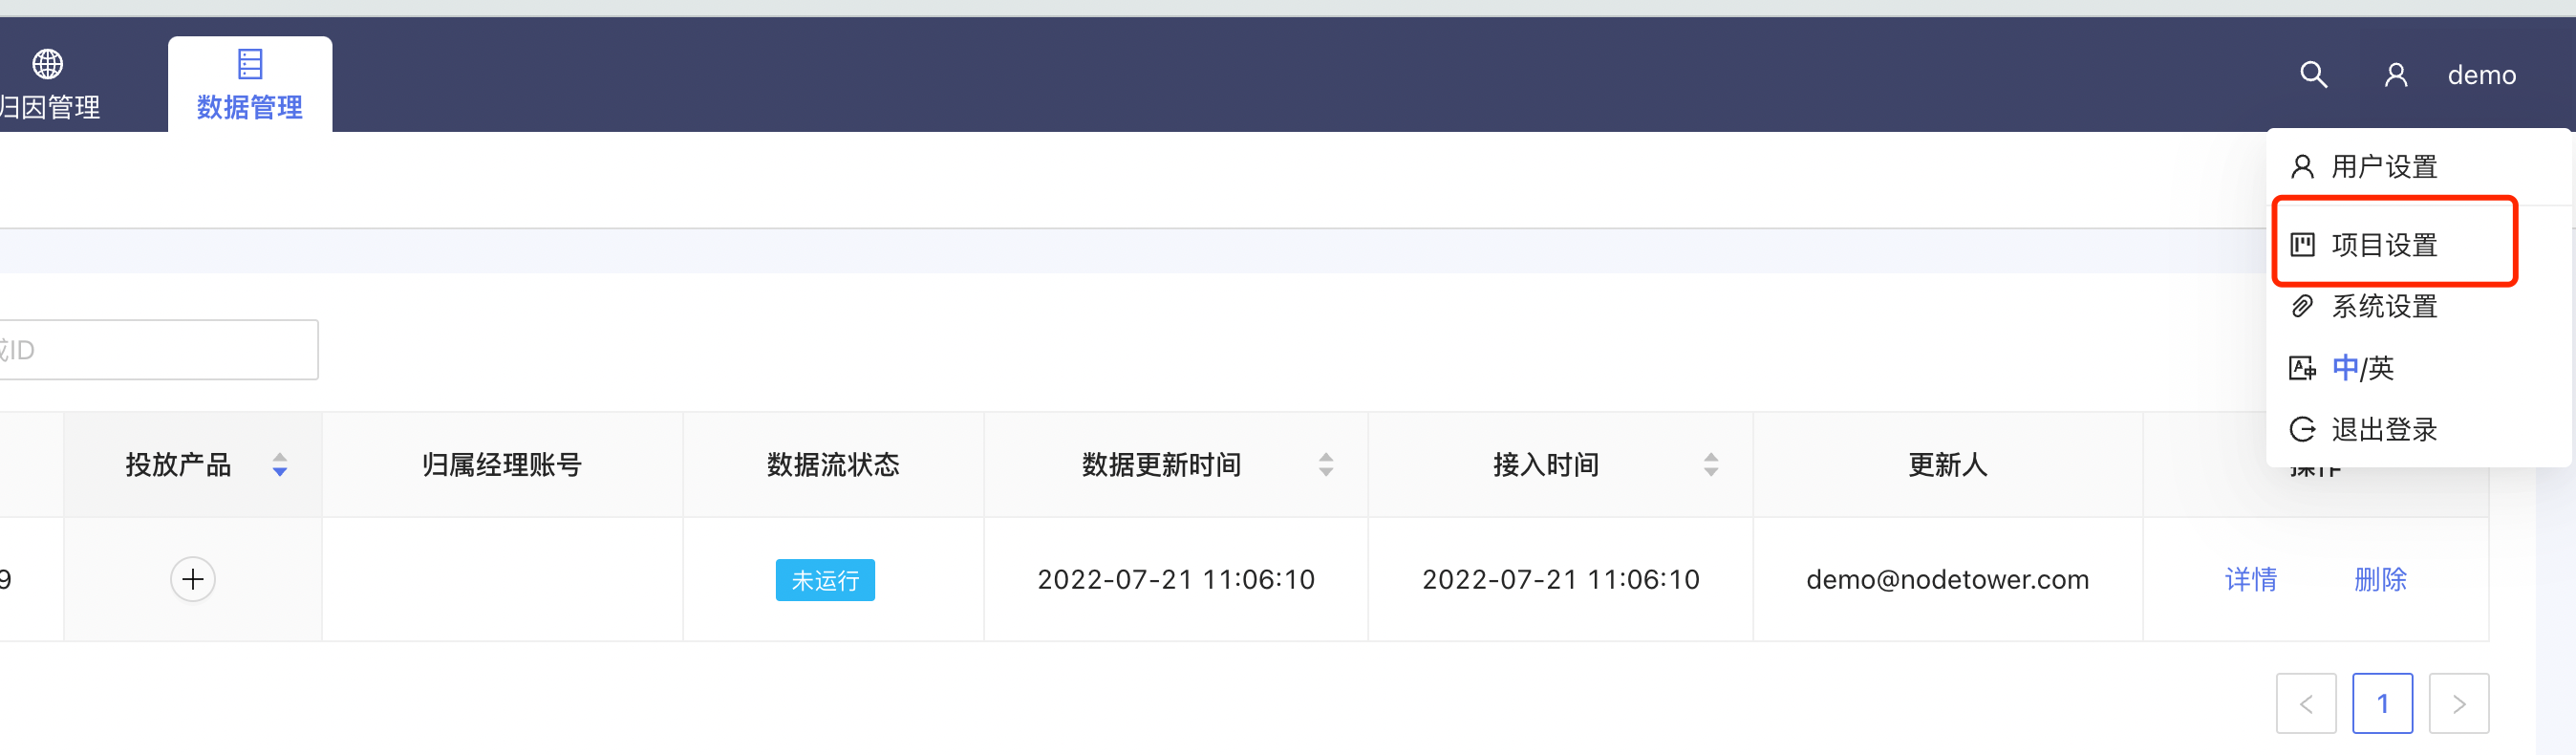 归因管理
数据管理
demo
用户设置
项目设置
系统设置
中/英
退出登录
ID
投放产品
归属经理账号
数据流状态
数据更新时间
接入时间
更新人
操作
9
未运行
2022-07-21 11:06:10
2022-07-21 11:06:10
demo@nodetower.com
详情
删除
1